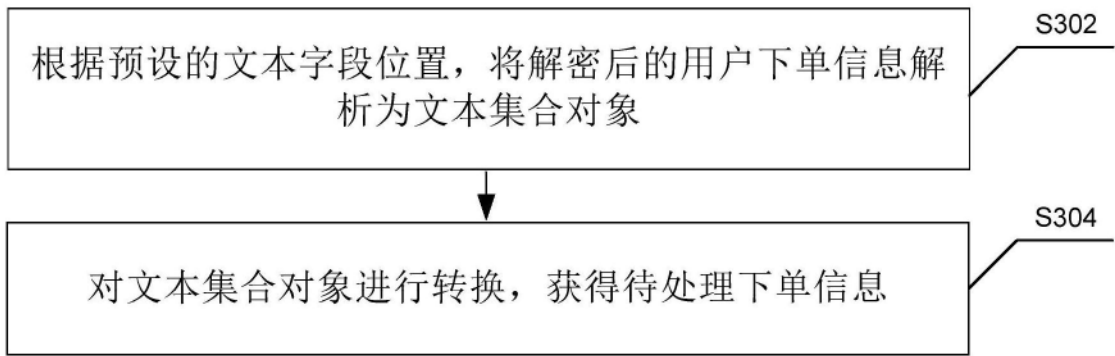 S302
根据预设的文本字段位置，将解密后的用户下单信息解
析为文本集合对象
S304
对文本集合对象进行转换，获得待处理下单信息